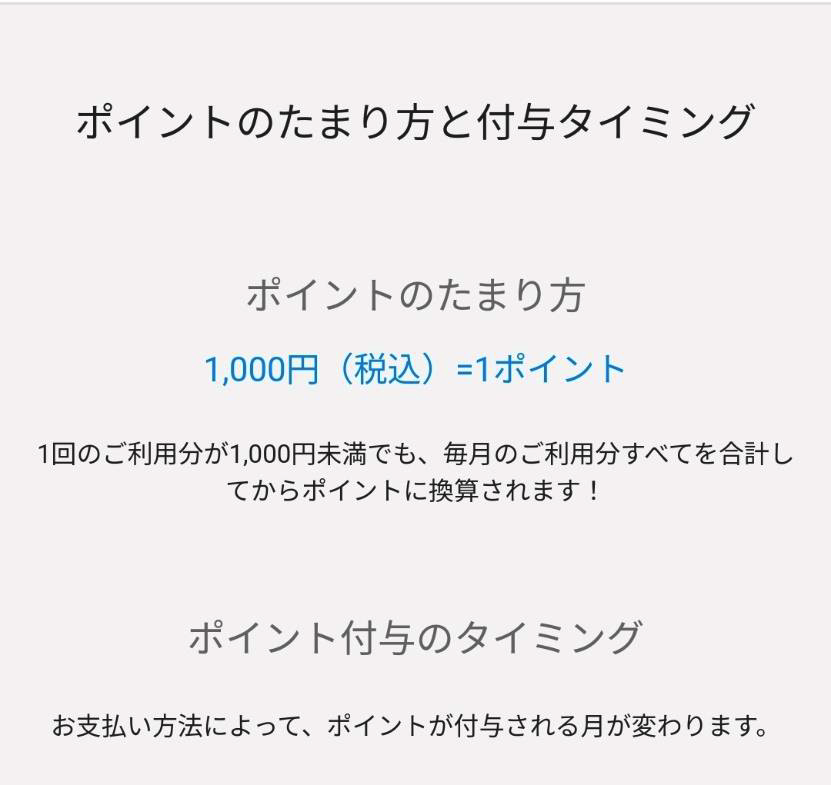 ポイントのたまり方と付与タイミング
ポイントのたまり方
1,000円（税込）=1ポイント
1回のご利用分が1,000円未満でも、毎月のご利用分すべてを合計し
てからポイントに換算されます！
ポイント付与のタイミング
お支払い方法によって、ポイントが付与される月が変わります。